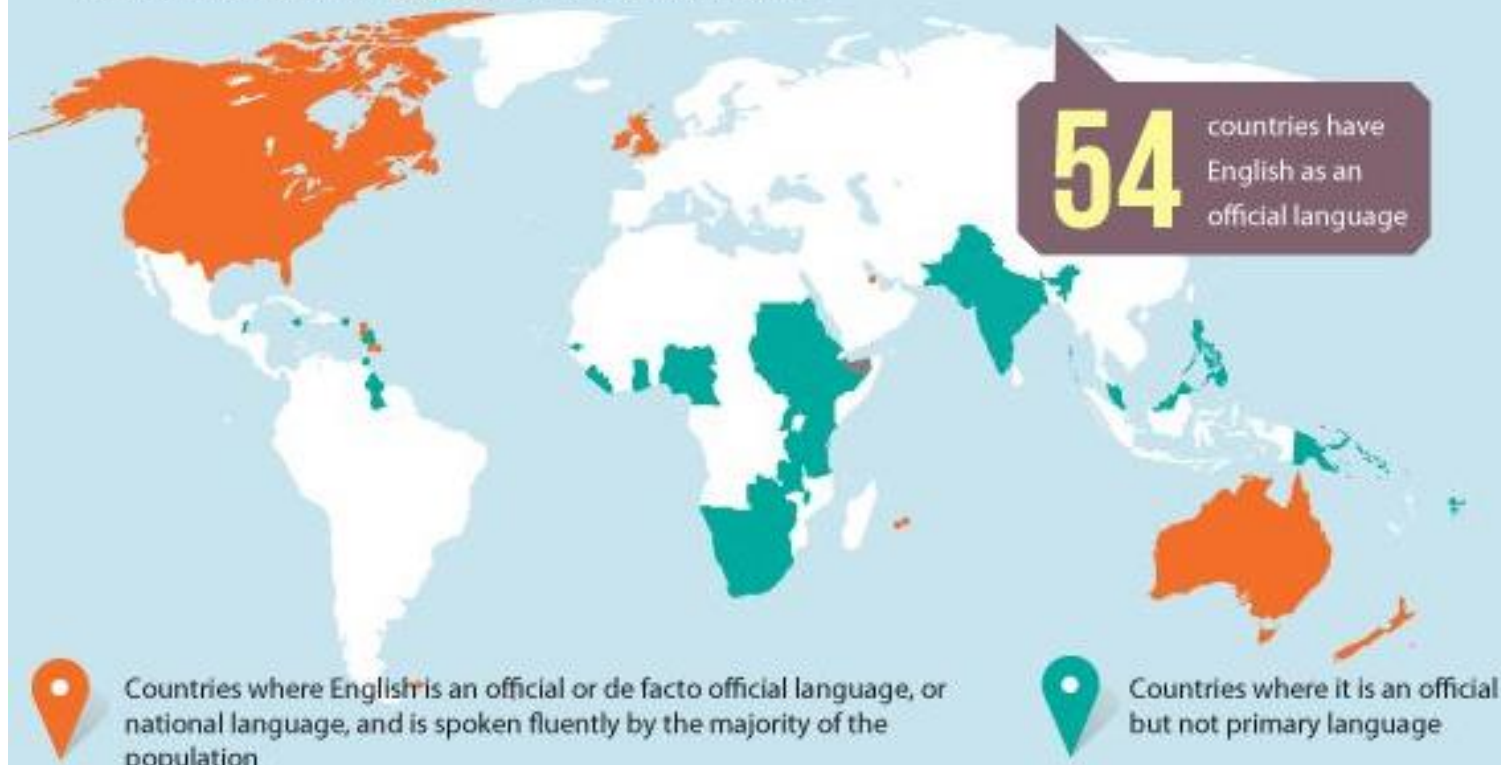 54
countries have
English as an
official language
Countries where English is an official or de facto official language, or
national language, and is spoken fluently by the majority of the
population
Countries where it is an official
but not primary language